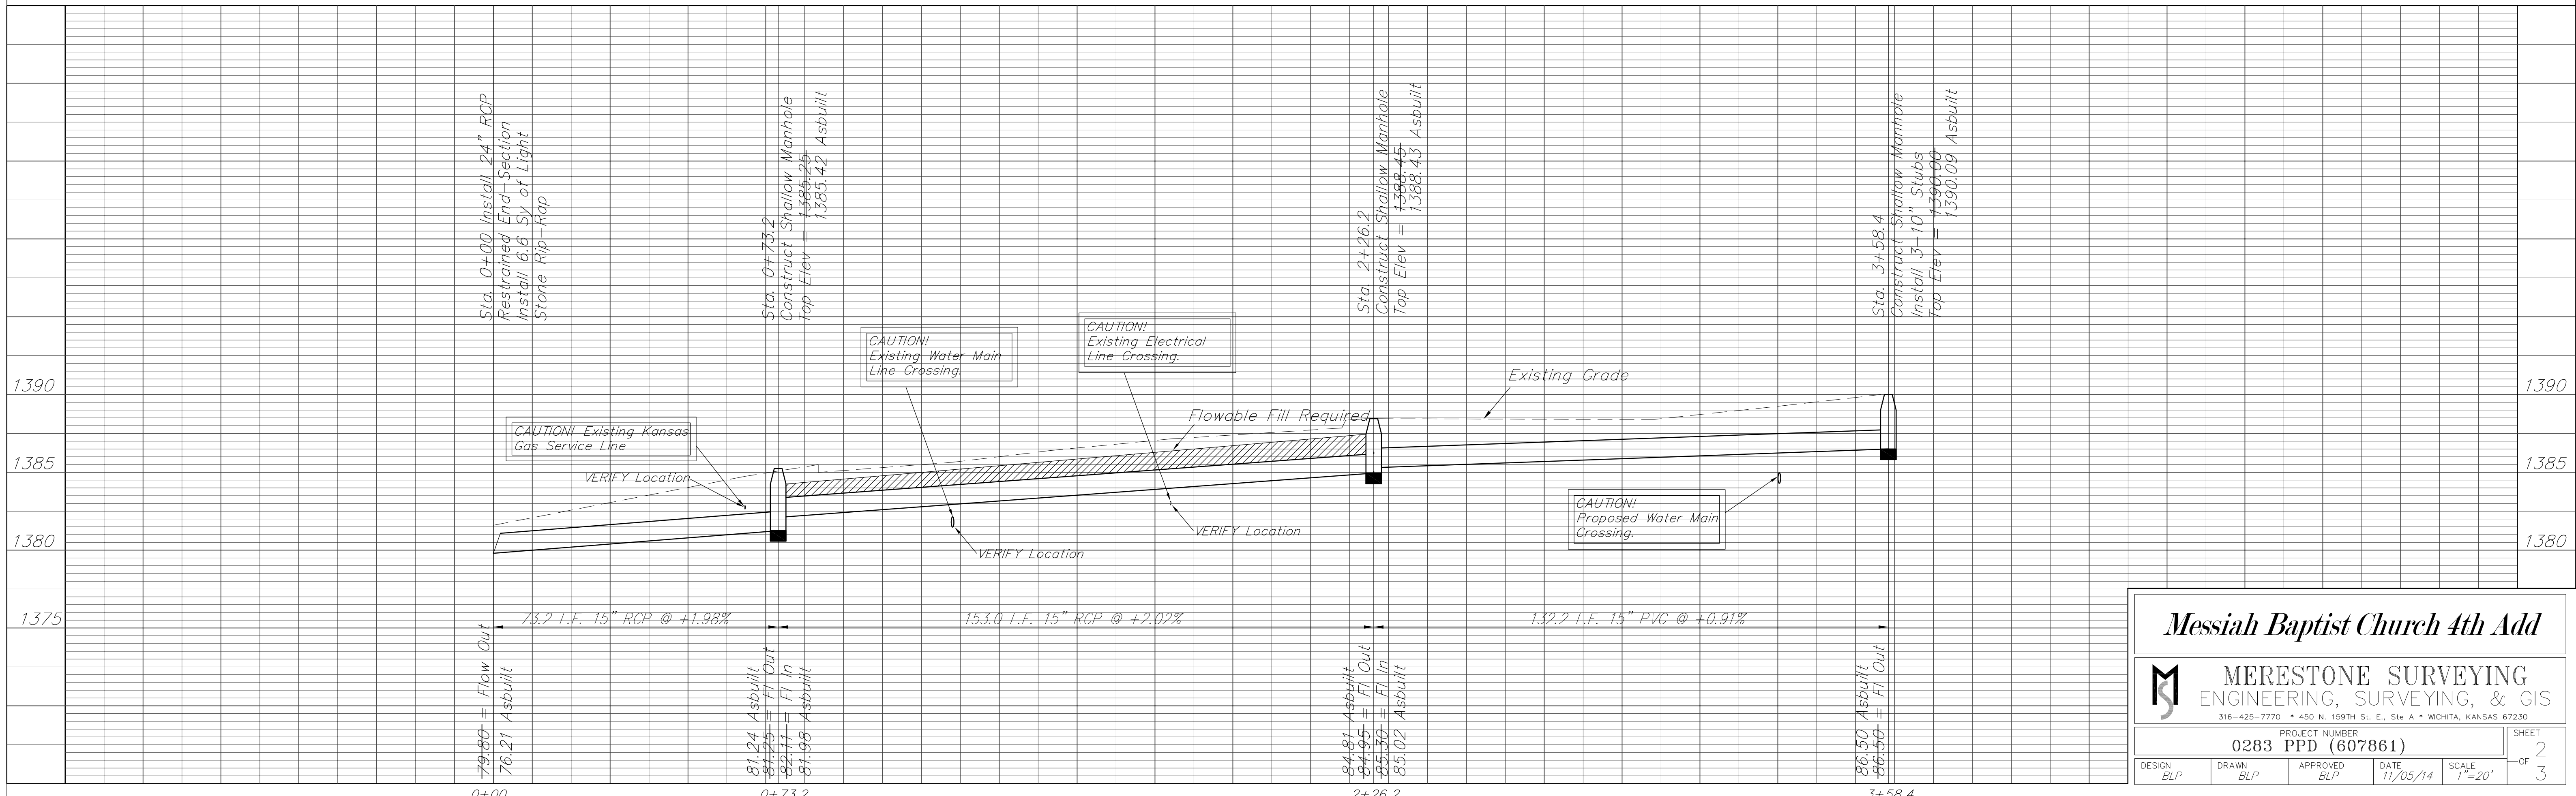 Sta. 0+00 Install 24" RCP
Restrained End-Section
Install 6.6 Sy of Light
Stone Rip-Rap
Sta. 0+73.2
Construct Shallow Manhole
Top Elev = 1385.25
1385.42 Asbuilt
Sta. 2+26.2
Construct Shallow Manhole
Top Elev = 1388.45
1388.43 Asbuilt
Sta. 3+58.4
Construct Shallow Manhole
Install 3-10" Stubs
Top Elev = 1390.00
1390.09 Asbuilt
CAUTION!
Existing Water Main
Line Crossing.
CAUTION!
Existing Electrical
Line Crossing.
Existing Grade
1390
1390
Flowable Fill Required
CAUTION! Existing Kansas
Gas Service Line
1385
1385
VERIFY Location
CAUTION!
Proposed Water Main
Crossing.
VERIFY Location
VERIFY Location
1380
1380
1375
73.2 L.F. 15" RCP @ +1.98%
153.0 L.F. 15" RCP @ +2.02%
132.2 L.F. 15" PVC @ +0.91%
79.80 = Flow Out
76.21 Asbuilt
81.24 Asbuilt
81.25 = Fl Out
82.11 = Fl In
81.98 Asbuilt
84.81 Asbuilt
84.95 = Fl Out
85.30 = Fl In
85.02 Asbuilt
86.50 Asbuilt
86.50 = Fl Out
0+00
0+73.2
2+26.2
3+58.4
Messiah Baptist Church 4th Add
MS
MERESTONE SURVEYING
ENGINEERING, SURVEYING, & GIS
316-425-7770 * 450 N. 159TH St. E., Ste A * WICHITA, KANSAS 67230
PROJECT NUMBER
0283 PPD (607861)
SHEET
2
OF
3
DESIGN
BLP
DRAWN
BLP
APPROVED
BLP
DATE
11/05/14
SCALE
1"=20'